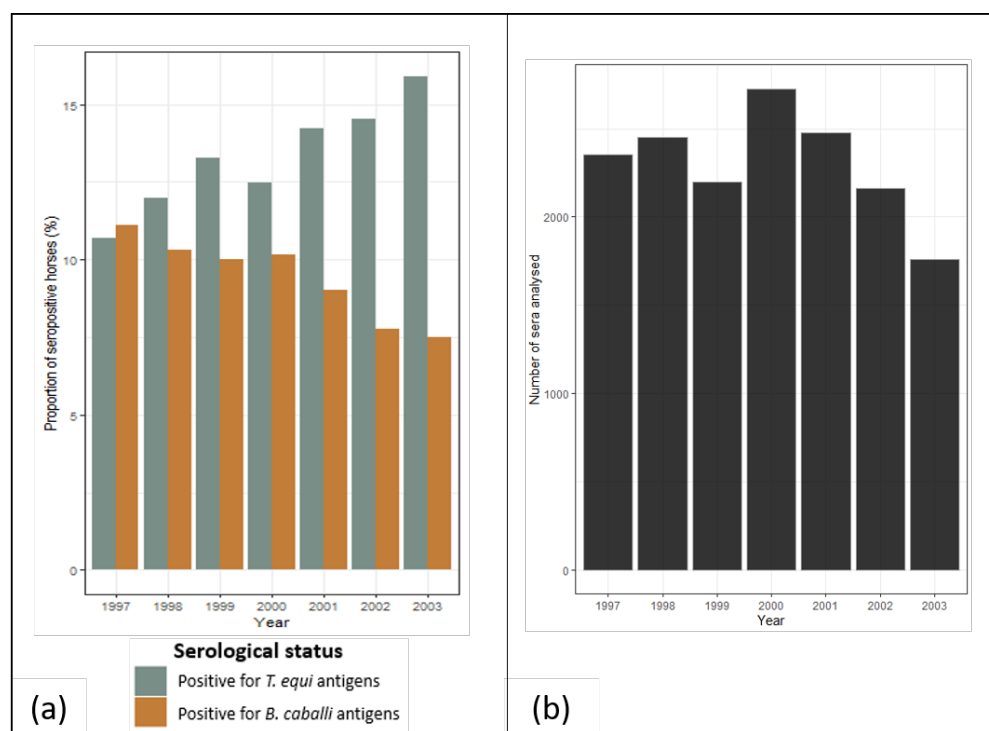 Proportion of seropositive horses (%)
15
10
5
0
1997 1998 1999 2000 2001 2002 2003
Year
Serological status
Positive for T. equi antigens
Positive for B. caballi antigens
(a)
Number of sera analysed
2000
1000
0
1997 1998 1999 2000 2001 2002 2003
Year
(b)